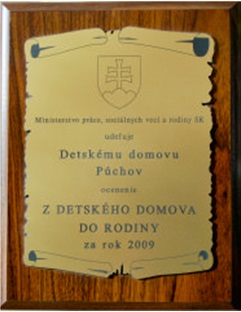 Ministerstvo práce, sociálnych vecí a rodiny SR
udeľuje
Detskému domovu
Púchov
ocenenie
Z DETSKÉHO DOMOVA
DO RODINY
za rok 2009